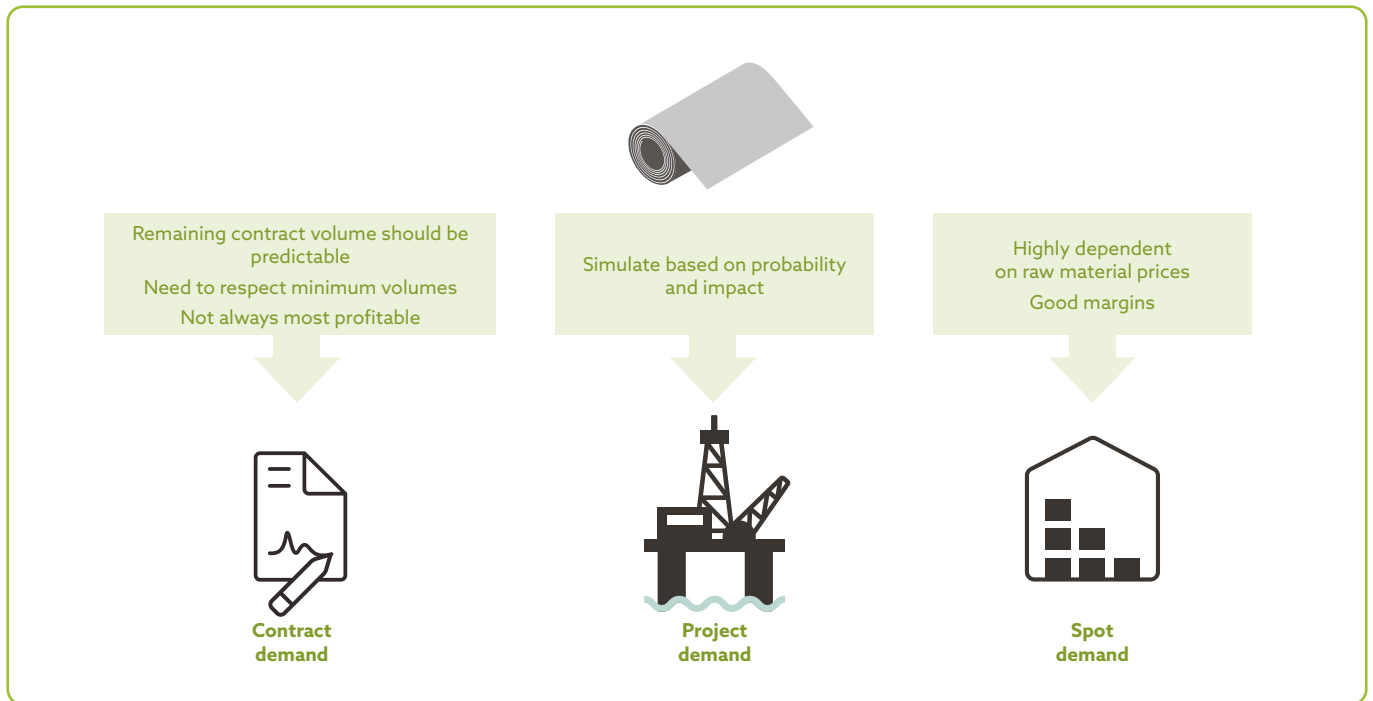 Remaining contract volume should be
predictable
Need to respect minimum volumes
Not always most profitable
Simulate based on probability
and impact
Highly dependent
on raw material prices
Good margins
Contract
demand
Project
demand
Spot
demand